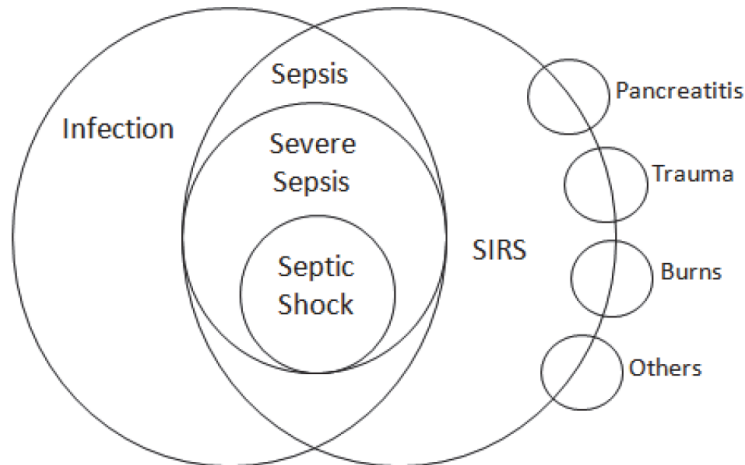 Sepsis
Infection
Severe
Sepsis
Septic
Shock
SIRS
Pancreatitis
Trauma
Burns
Others